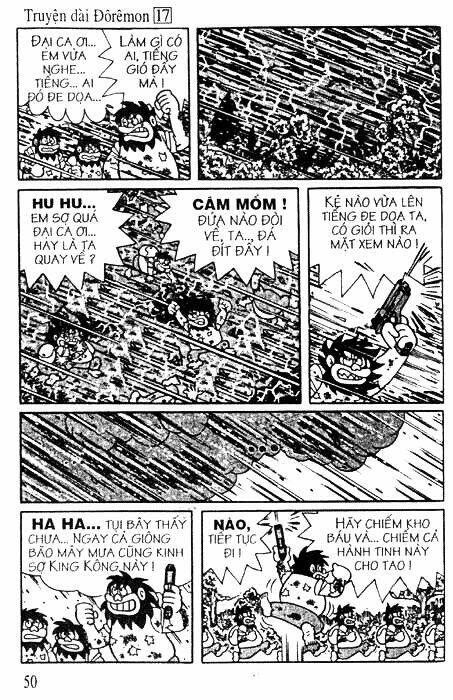 Truyện dài Đôrêmon 17
ĐẠI CA ƠI...
EM VỪA
NGHE...
TIẾNG... AI
ĐÓ ĐE DỌA...
LÀM GÌ CÓ
AI, TIẾNG
GIÓ ĐẤY
MÀ !
HU HU...
EM SỢ QUÁ
ĐẠI CA ƠI...
HAY LÀ TA
QUAY VỀ ?
CÂM MỒM !
ĐỨA NÀO ĐÒI
VỀ, TA... ĐÁ
ĐÍT ĐẤY !
KẺ NÀO VỪA LÊN
TIẾNG ĐE DỌA TA,
CÓ GIỎI THÌ RA
MẶT XEM NÀO !
HA HA... TỤI BÂY THẤY
CHƯA... NGAY CẢ GIÔNG
BÃO MÂY MƯA CŨNG KINH
SỢ KING KÔNG NÀY !
NÀO,
TIẾP TỤC
ĐI !
HÃY CHIẾM KHO
BÁU VÀ... CHIẾM CẢ
HÀNH TINH NÀY
CHO TAO !
50